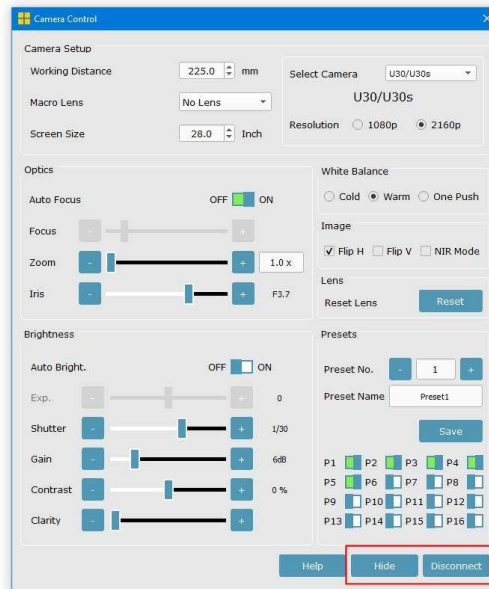 Camera Control
Camera Setup
Working Distance 225.0 mm
Macro Lens No Lens
Screen Size 28.0 Inch
Select Camera U30/U30s
U30/U30s
Resolution 1080p 2160p
Optics
Auto Focus OFF ON
Focus - +
Zoom - + 1.0 x
Iris - + F3.7
White Balance
Cold Warm One Push
Image
Flip H Flip V NIR Mode
Lens
Reset Lens Reset
Brightness
Auto Bright. OFF ON
Exp. - + 0
Shutter - + 1/30
Gain - + 6dB
Contrast - + 0 %
Clarity - +
Presets
Preset No. - 1 +
Preset Name Preset1
Save
P1 P2 P3 P4
P5 P6 P7 P8
P9 P10 P11 P12
P13 P14 P15 P16
Help Hide Disconnect